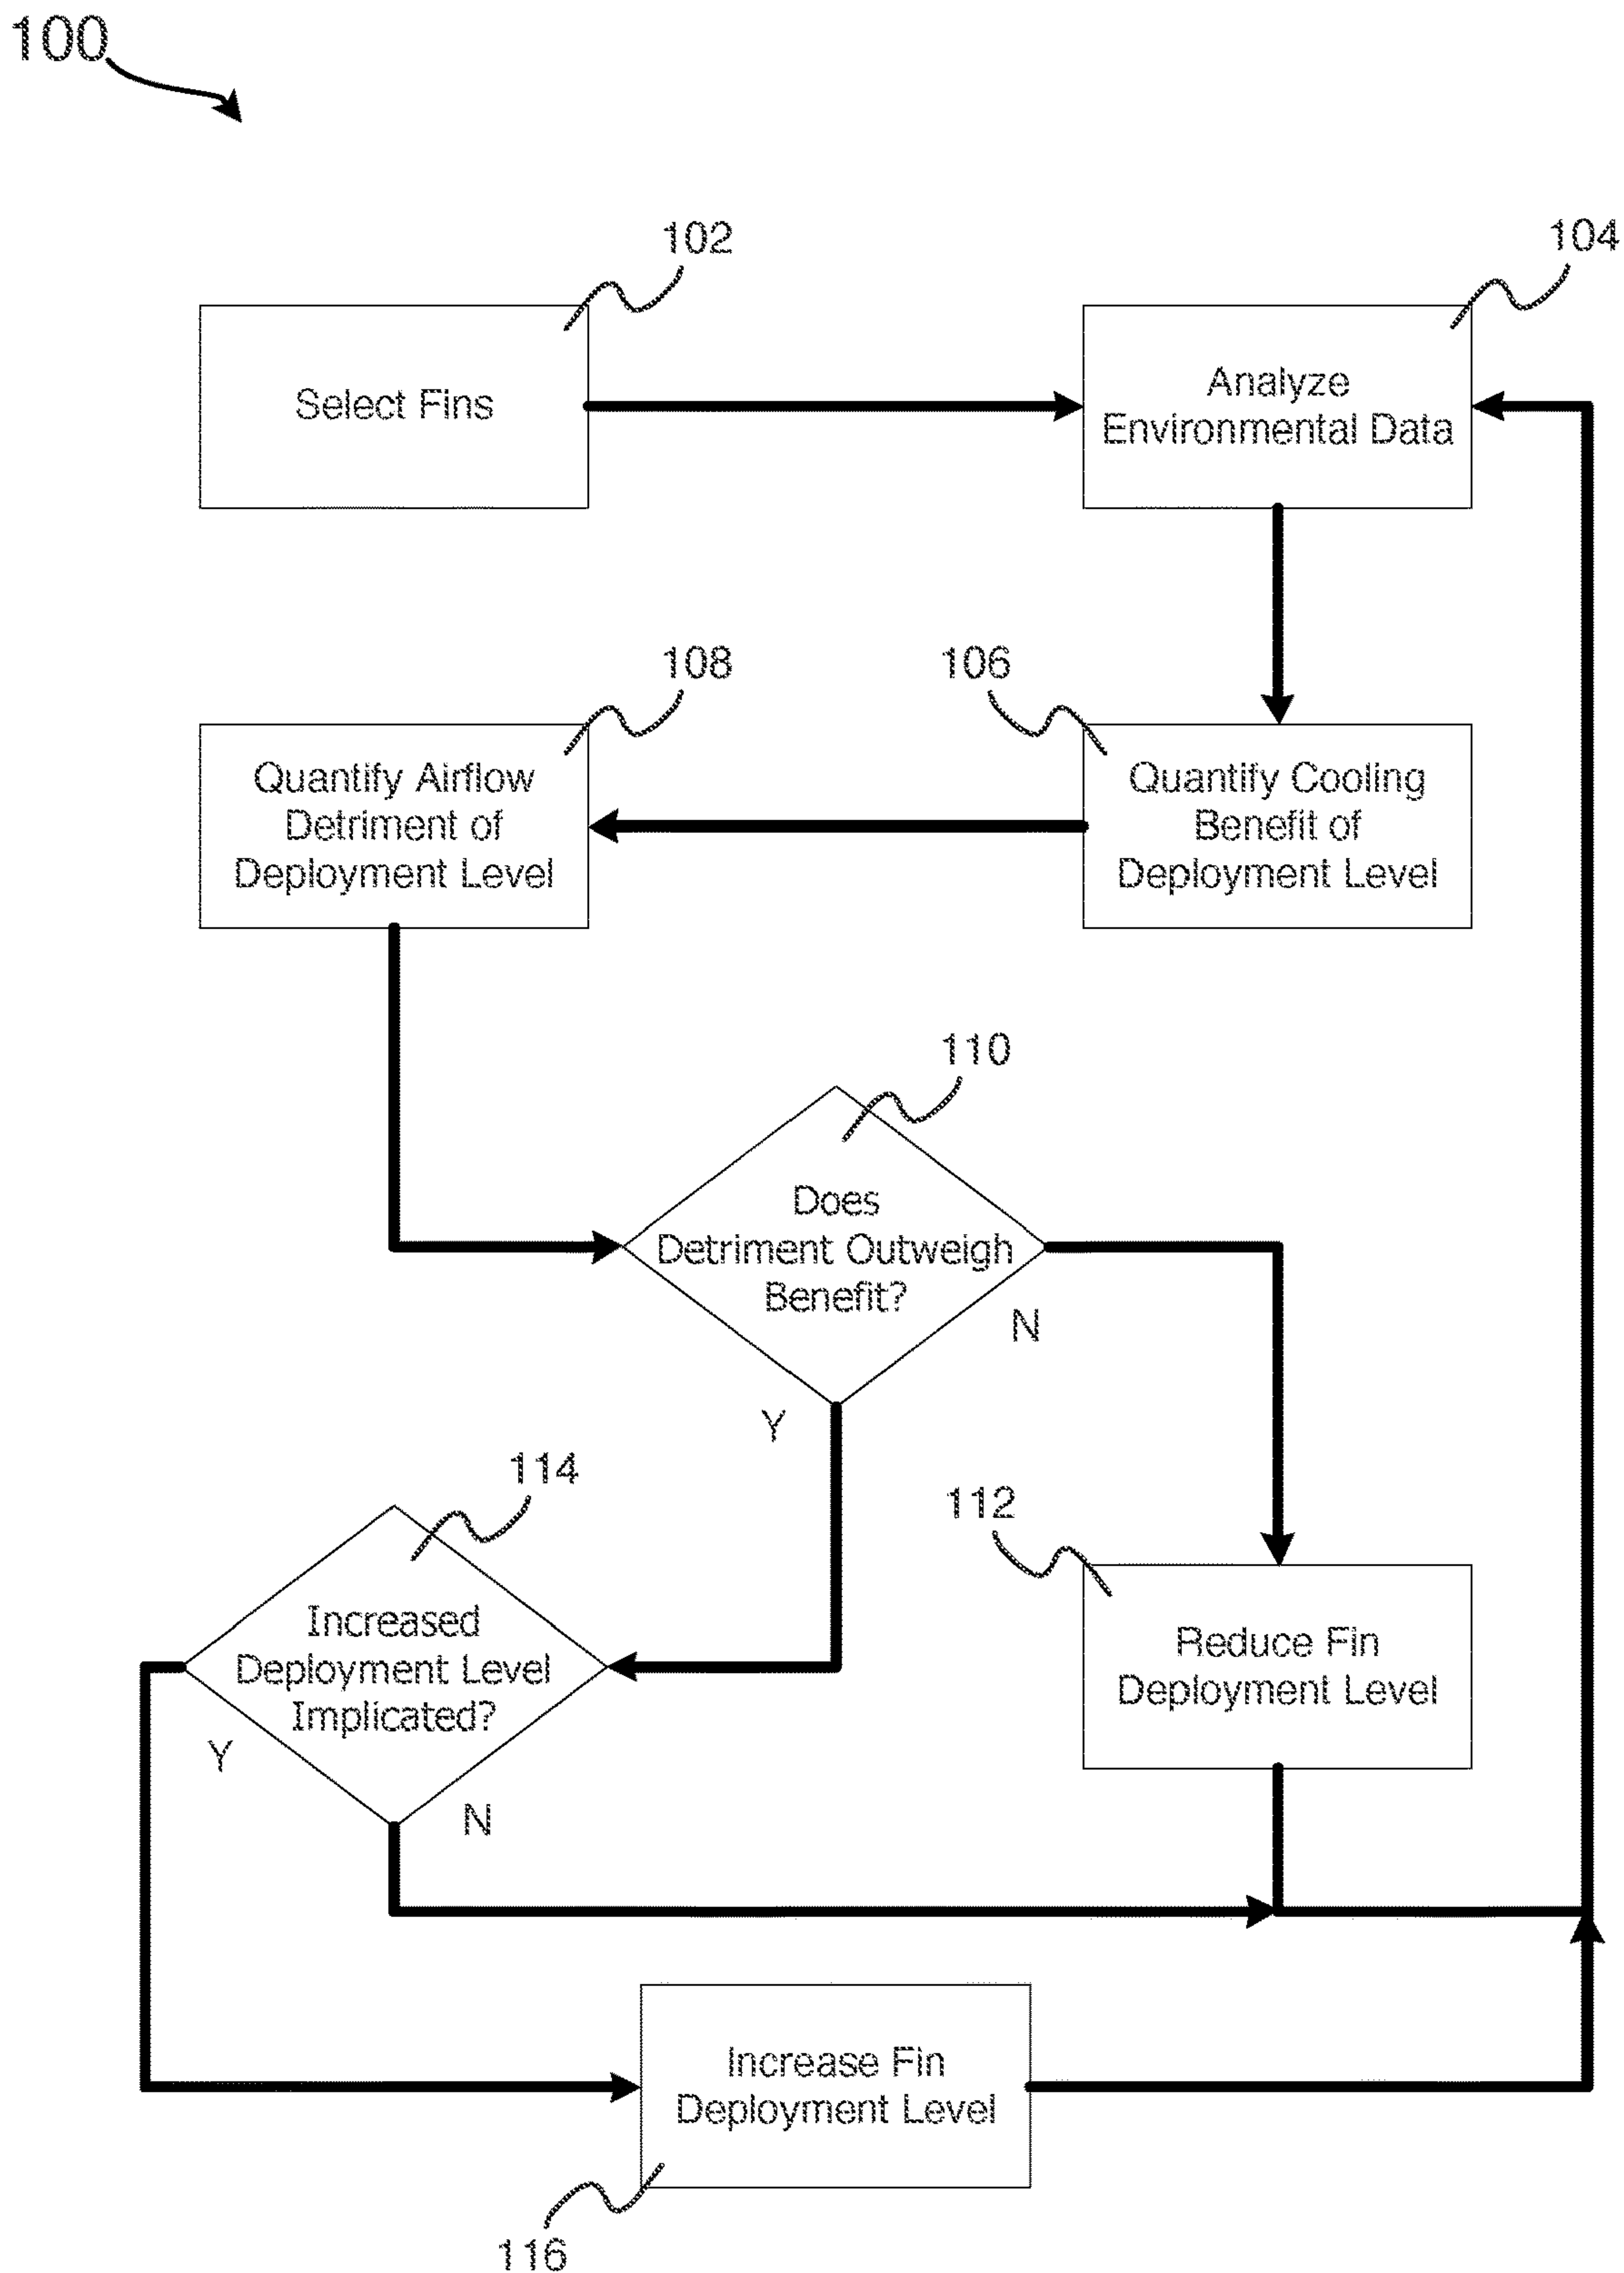 100
102
104
Select Fins
Analyze
Environmental Data
108
106
Quantify Airflow
Detriment of
Deployment Level
Quantify Cooling
Benefit of
Deployment Level
110
Does
Detriment Outweigh
Benefit?
N
Y
114
112
Increased
Deployment Level
Implicated?
Reduce Fin
Deployment Level
Y
N
Increase Fin
Deployment Level
116